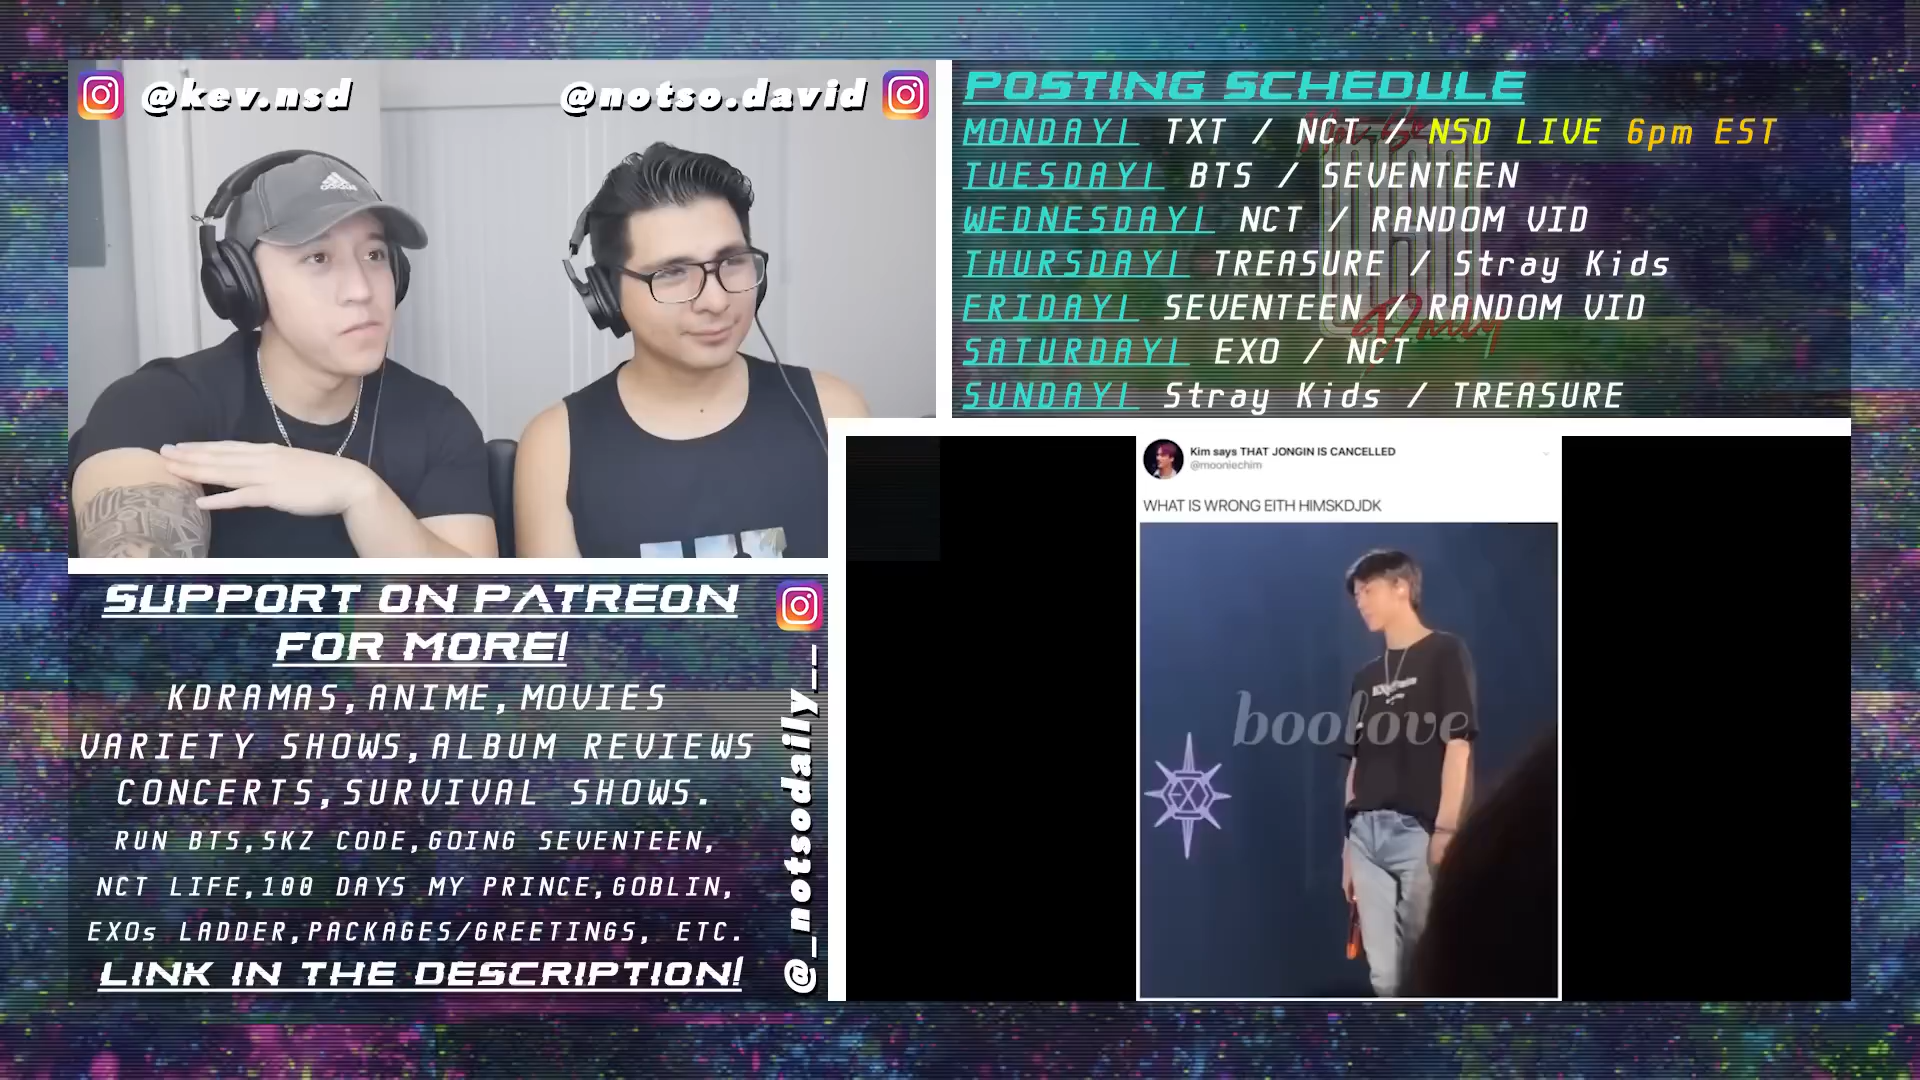 @kev.nsd
@notso.david
POSTING SCHEDULE
MONDAY| TXT / NCT / NSD LIVE 6pm EST
TUESDAY| BTS / SEVENTEEN
WEDNESDAY| NCT / RANDOM VID
THURSDAY| TREASURE / Stray Kids
FRIDAY| SEVENTEEN / RANDOM VID
SATURDAY| EXO / NCT
SUNDAY| Stray Kids / TREASURE
SUPPORT ON PATREON
FOR MORE!
KDRAMAS,ANIME,MOVIES
VARIETY SHOWS,ALBUM REVIEWS
CONCERTS,SURVIVAL SHOWS.
RUN BTS,SKZ CODE,GOING SEVENTEEN,
NCT LIFE,100 DAYS MY PRINCE,GOBLIN,
EXOs LADDER,PACKAGES/GREETINGS, ETC.
LINK IN THE DESCRIPTION!
@_notsodaily__
Kim says THAT JONGIN IS CANCELLED
@mooniechim
WHAT IS WRONG EITH HIMSKDJDK
boolove
EXO
adidas